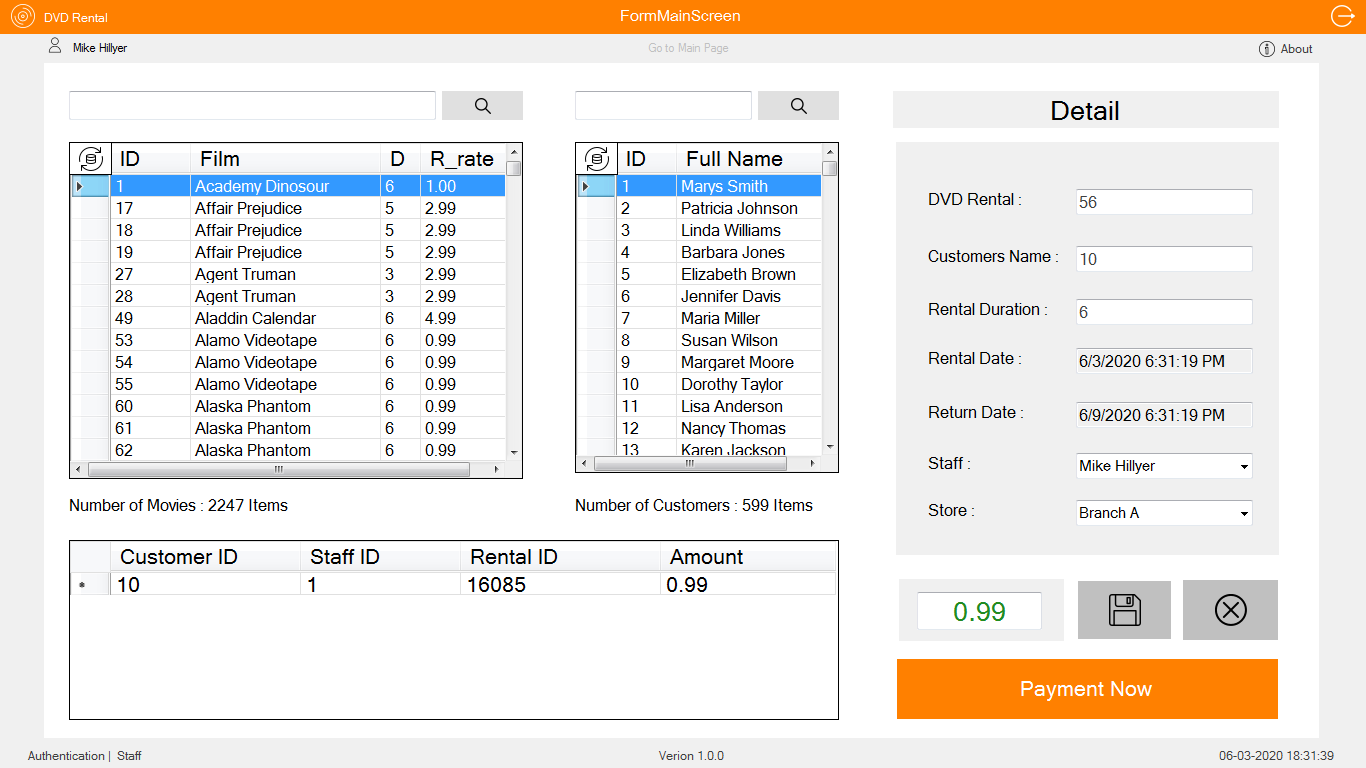 DVD Rental
FormMainScreen
Mike Hillyer
Go to Main Page
About
ID Film D R_rate
1 Academy Dinosour 6 1.00
17 Affair Prejudice 5 2.99
18 Affair Prejudice 5 2.99
19 Affair Prejudice 5 2.99
27 Agent Truman 3 2.99
28 Agent Truman 3 2.99
49 Aladdin Calendar 6 4.99
53 Alamo Videotape 6 0.99
54 Alamo Videotape 6 0.99
55 Alamo Videotape 6 0.99
60 Alaska Phantom 6 0.99
61 Alaska Phantom 6 0.99
62 Alaska Phantom 6 0.99
Number of Movies : 2247 Items
ID Full Name
1 Marys Smith
2 Patricia Johnson
3 Linda Williams
4 Barbara Jones
5 Elizabeth Brown
6 Jennifer Davis
7 Maria Miller
8 Susan Wilson
9 Margaret Moore
10 Dorothy Taylor
11 Lisa Anderson
12 Nancy Thomas
13 Karen Jackson
Number of Customers : 599 Items
Customer ID Staff ID Rental ID Amount
10 1 16085 0.99
Detail
DVD Rental : 56
Customers Name : 10
Rental Duration : 6
Rental Date : 6/3/2020 6:31:19 PM
Return Date : 6/9/2020 6:31:19 PM
Staff : Mike Hillyer
Store : Branch A
0.99
Payment Now
Authentication | Staff
Verion 1.0.0
06-03-2020 18:31:39